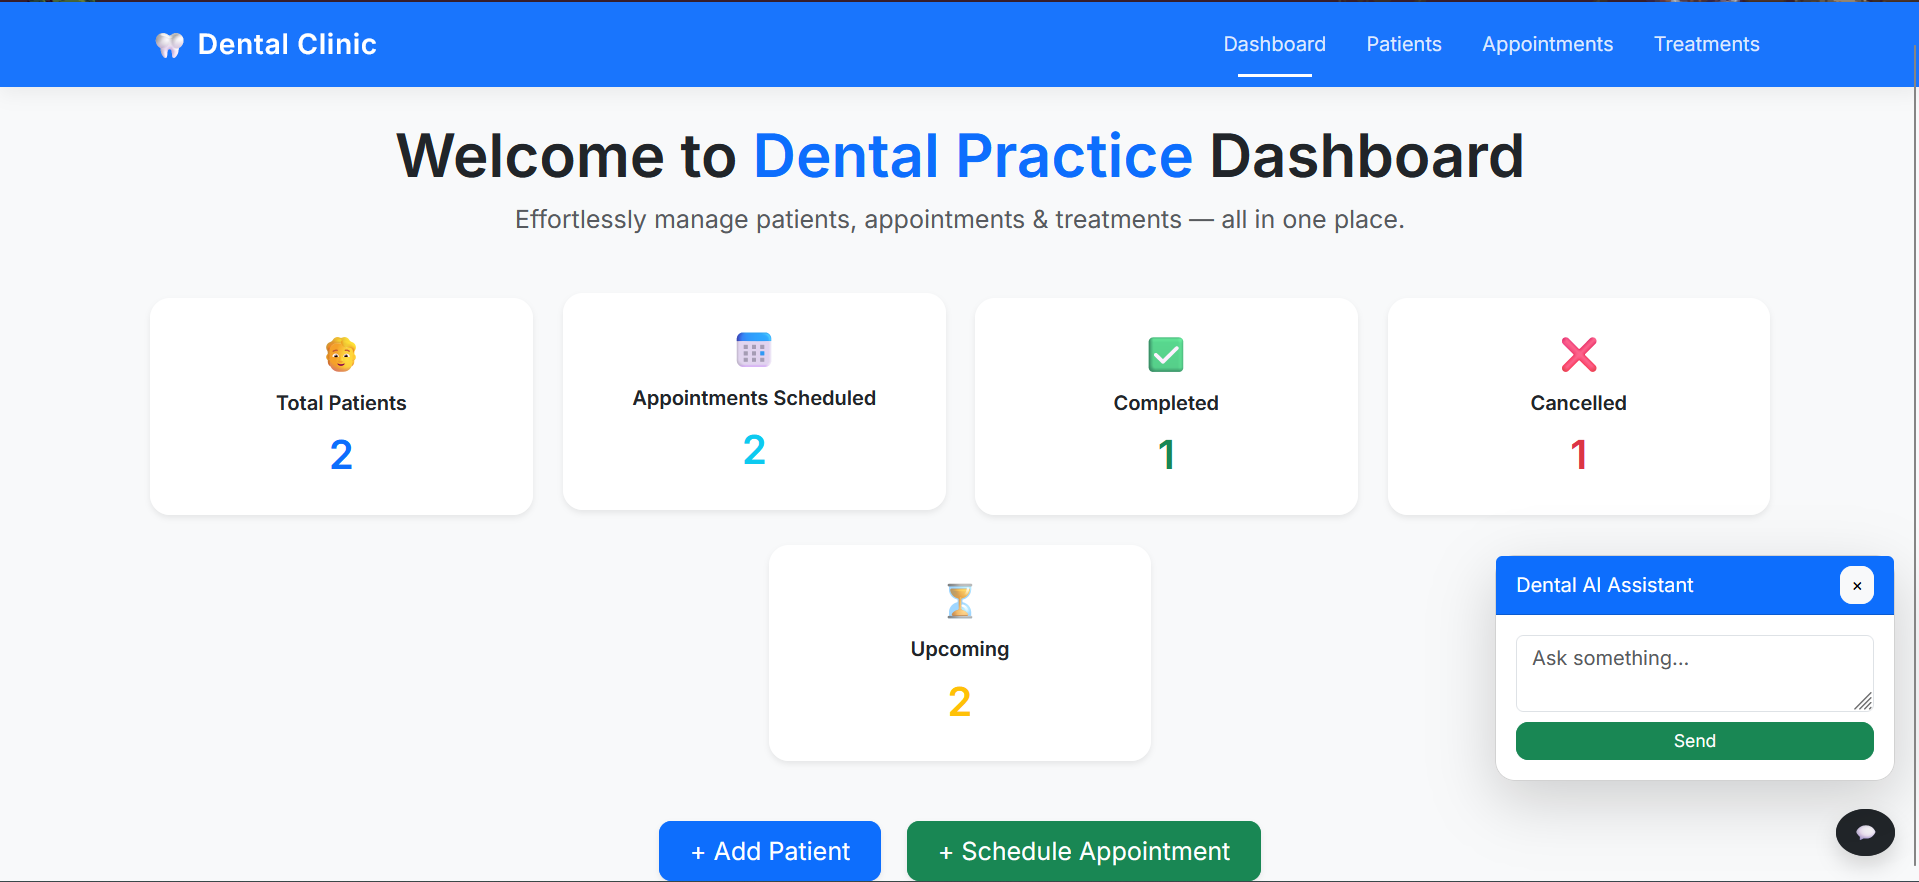 Dental Clinic
Dashboard
Patients
Appointments
Treatments
Welcome to Dental Practice Dashboard
Effortlessly manage patients, appointments & treatments — all in one place.
Total Patients
2
Appointments Scheduled
2
Completed
1
Cancelled
1
Upcoming
2
+ Add Patient
+ Schedule Appointment
Dental AI Assistant
×
Ask something...
Send